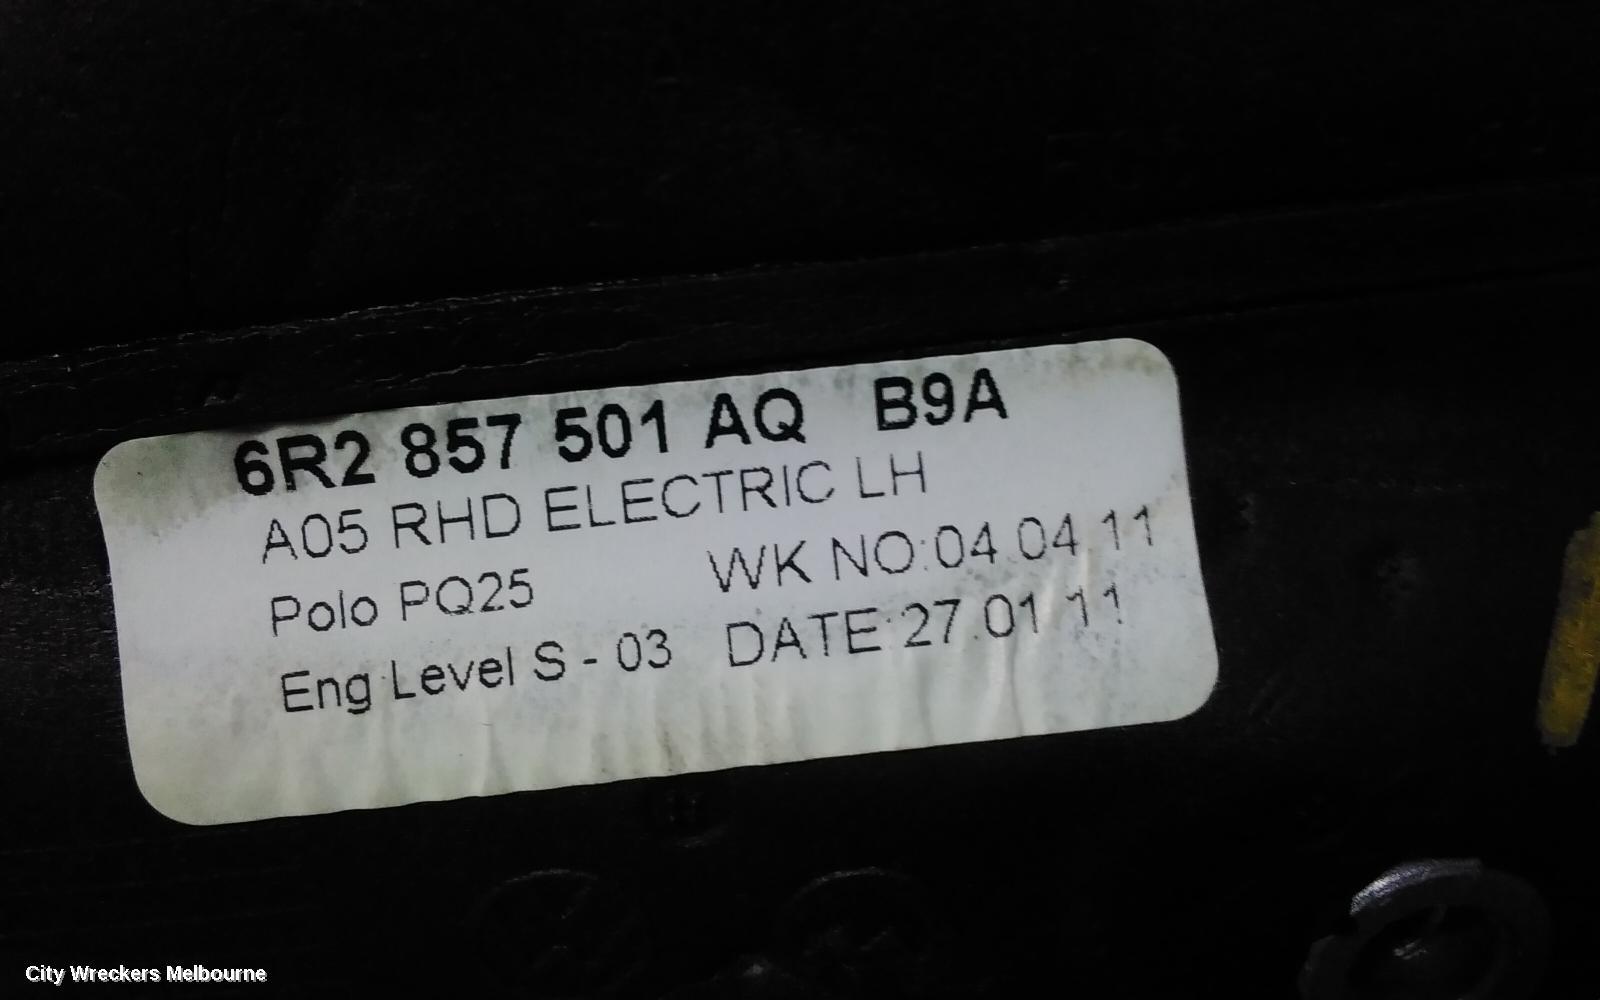 6R2 857 501 AQ B9A
A05 RHD ELECTRIC LH
Polo PQ25 WK NO:04.04.11
Eng Level S - 03 DATE:27.01.11
City Wreckers Melbourne